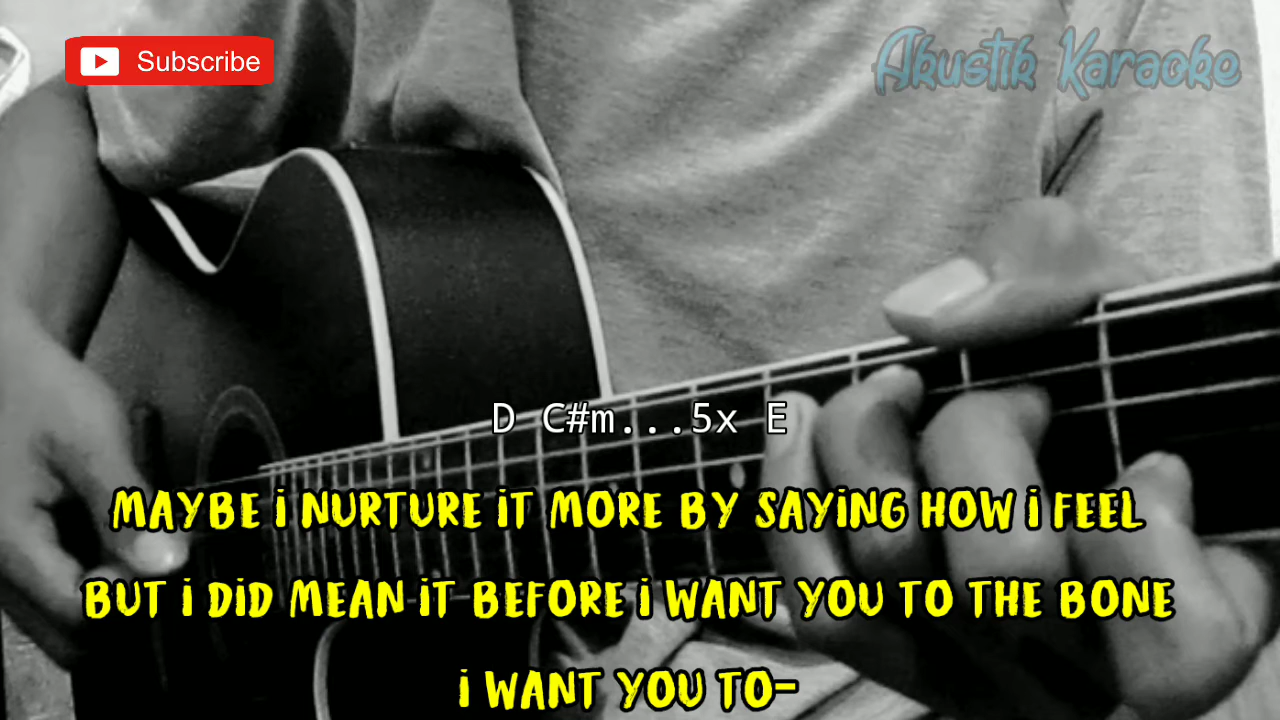 Subscribe
Akustik Karaoke
D C#m...5x E
MAYBE i NURTURE iT MORE BY SAYiNG HOW i FEEL
BUT i DiD MEAN iT BEFORE i WANT YOU TO THE BONE
i WANT YOU TO-